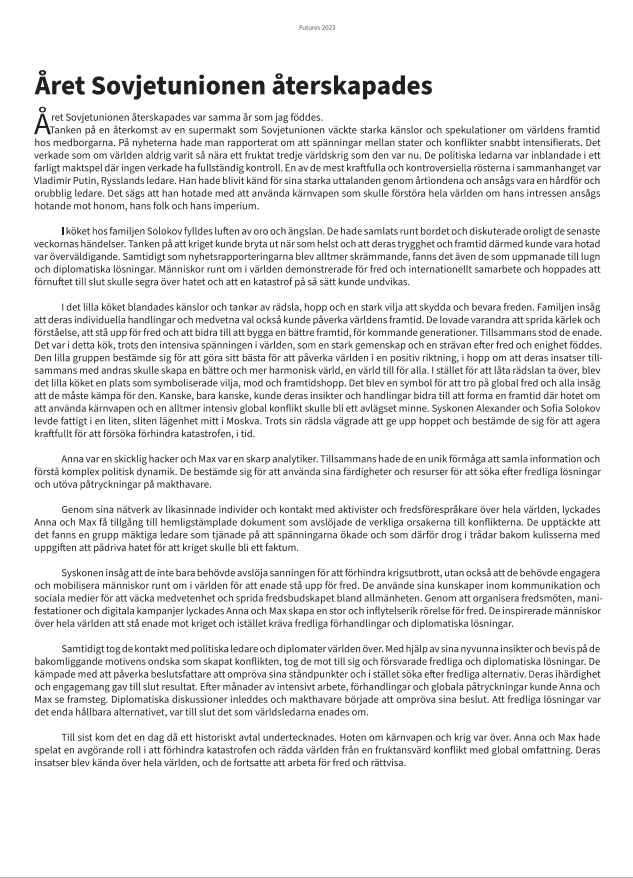 Futures 2023
Året Sovjetunionen återskapades
Året Sovjetunionen återskapades var samma år som jag föddes.
Tanken på en återkomst av en supermakt som Sovjetunionen väckte starka känslor och spekulationer om världens framtid
hos medborgarna. På nyheterna hade man rapporterat om att spänningar mellan stater och konflikter snabbt intensifierats. Det
verkade som om världen aldrig varit så nära ett fruktat tredje världskrig som den var nu. De politiska ledarna var inblandade i ett
farligt maktspel där ingen verkade ha fullständig kontroll. En av de mest kraftfulla och kontroversiella rösterna i sammanhanget var
Vladimir Putin, Rysslands ledare. Han hade blivit känd för sina starka uttalanden genom årtiondena och ansågs vara en hårdför och
orubblig ledare. Det sägs att han hotade med att använda kärnvapen som skulle förstöra hela världen om hans intressen ansågs
hotande mot honom, hans folk och hans imperium.
I köket hos familjen Solokov fylldes luften av oro och ängslan. De hade samlats runt bordet och diskuterade oroligt de senaste
veckornas händelser. Tanken på att kriget kunde bryta ut när som helst och att deras trygghet och framtid därmed kunde vara hotad
var överväldigande. Samtidigt som nyhetsrapporteringarna blev alltmer skrämmande, fanns det även de som uppmanade till lugn
och diplomatiska lösningar. Människor runt om i världen demonstrerade för fred och internationellt samarbete och hoppades att
förnuftet till slut skulle segra över hatet och att en katastrof på så sätt kunde undvikas.
I det lilla köket blandades känslor och tankar av rädsla, hopp och en stark vilja att skydda och bevara freden. Familjen insåg
att deras individuella handlingar och medvetna val också kunde påverka världens framtid. De lovade varandra att sprida kärlek och
förståelse, att stå upp för fred och att bidra till att bygga en bättre framtid, för kommande generationer. Tillsammans stod de enade.
Det var i detta kök, trots den intensiva spänningen i världen, som en stark gemenskap och en strävan efter fred och enighet föddes.
Den lilla gruppen bestämde sig för att göra sitt bästa för att påverka världen i en positiv riktning, i hopp om att deras insatser till-
sammans med andras skulle skapa en bättre och mer harmonisk värld, en värld till för alla. I stället för att låta rädslan ta över, blev
det lilla köket en plats som symboliserade vilja, mod och framtidshopp. Det blev en symbol för att tro på global fred och alla insåg
att de måste kämpa för den. Kanske, bara kanske, kunde deras insikter och handlingar bidra till att forma en framtid där hotet om
att använda kärnvapen och en alltmer intensiv global konflikt skulle bli ett avlägset minne. Syskonen Alexander och Sofia Solokov
levde fattigt i en liten, sliten lägenhet mitt i Moskva. Trots sin rädsla vägrade att ge upp hoppet och bestämde de sig för att agera
kraftfullt för att försöka förhindra katastrofen, i tid.
Anna var en skicklig hacker och Max var en skarp analytiker. Tillsammans hade de en unik förmåga att samla information och
förstå komplex politisk dynamik. De bestämde sig för att använda sina färdigheter och resurser för att söka efter fredliga lösningar
och utöva påtryckningar på makthavare.
Genom sina nätverk av likasinnade individer och kontakt med aktivister och fredsförespråkare över hela världen, lyckades
Anna och Max få tillgång till hemligstämplade dokument som avslöjade de verkliga orsakerna till konflikterna. De upptäckte att
det fanns en grupp mäktiga ledare som tjänade på att spänningarna ökade och som därför drog i trådar bakom kulisserna med
uppgiften att pådriva hatet för att kriget skulle bli ett faktum.
Syskonen insåg att de inte bara behövde avslöja sanningen för att förhindra krigsutbrott, utan också att de behövde engagera
och mobilisera människor runt om i världen för att enade stå upp för fred. De använde sina kunskaper inom kommunikation och
sociala medier för att väcka medvetenhet och sprida fredsbudskapet bland allmänheten. Genom att organisera fredsmöten, mani-
festationer och digitala kampanjer lyckades Anna och Max skapa en stor och inflytelserik rörelse för fred. De inspirerade människor
över hela världen att stå enade mot kriget och istället kräva fredliga förhandlingar och diplomatiska lösningar.
Samtidigt tog de kontakt med politiska ledare och diplomater världen över. Med hjälp av sina nyvunna insikter och bevis på de
bakomliggande motivens ondska som skapat konflikten, tog de mot till sig och försvarade fredliga och diplomatiska lösningar. De
kämpade med att påverka beslutsfattare att ompröva sina ståndpunkter och i stället söka efter fredliga alternativ. Deras ihärdighet
och engagemang gav till slut resultat. Efter månader av intensivt arbete, förhandlingar och globala påtryckningar kunde Anna och
Max se framsteg. Diplomatiska diskussioner inleddes och makthavare började att ompröva sina beslut. Att fredliga lösningar var
det enda hållbara alternativet, var till slut det som världsledarna enades om.
Till sist kom det en dag då ett historiskt avtal undertecknades. Hoten om kärnvapen och krig var över. Anna och Max hade
spelat en avgörande roll i att förhindra katastrofen och rädda världen från en fruktansvärd konflikt med global omfattning. Deras
insatser blev kända över hela världen, och de fortsatte att arbeta för fred och rättvisa.